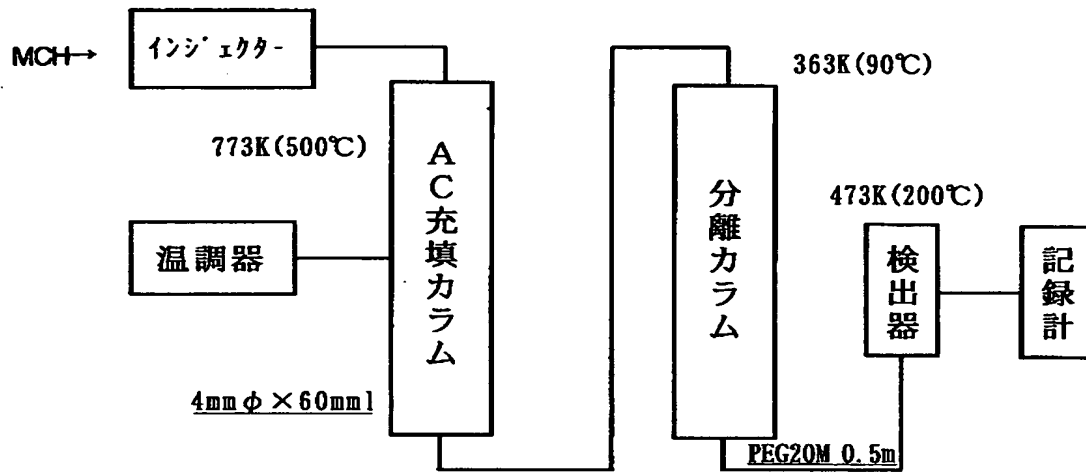 MCH→
インジェクター
363K(90℃)
773K(500℃)
AC充填カラム
分離カラム
473K(200℃)
温調器
検出器
記録計
4mmφ×60mml
PEG20M 0.5m